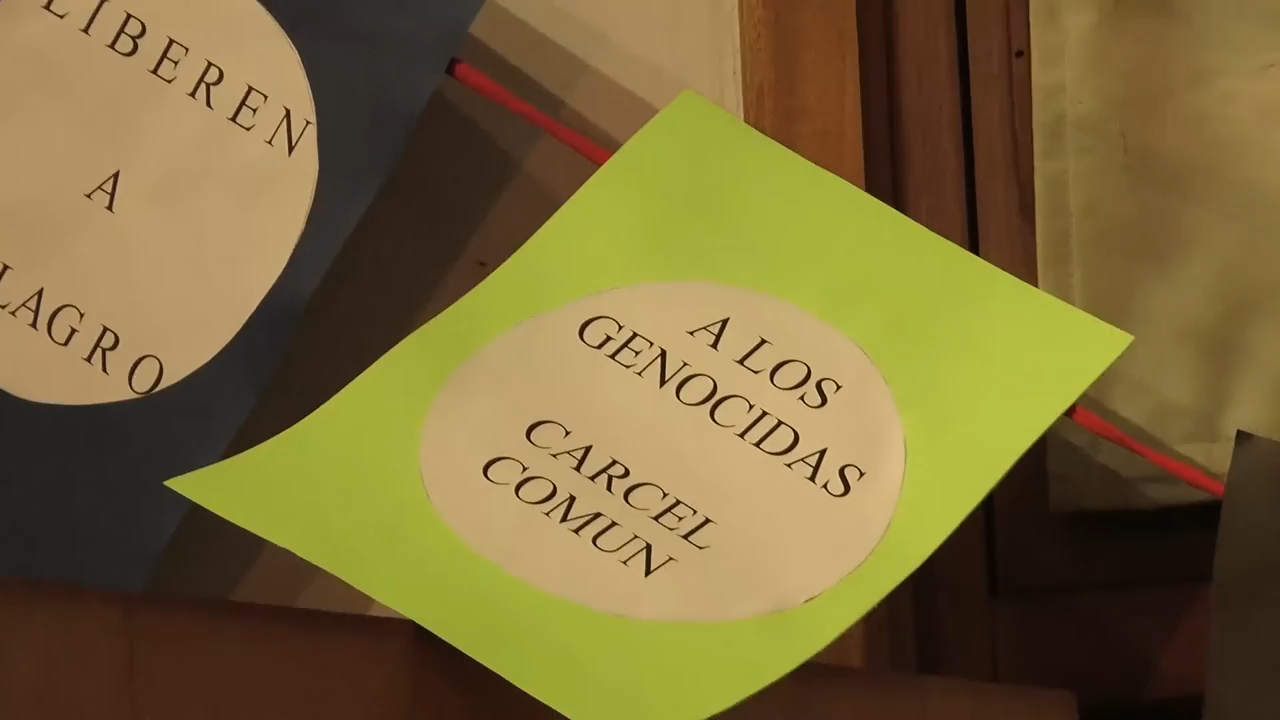 LIBEREN
A
LAGRO
A LOS
GENOCIDAS
CARCEL
COMUN